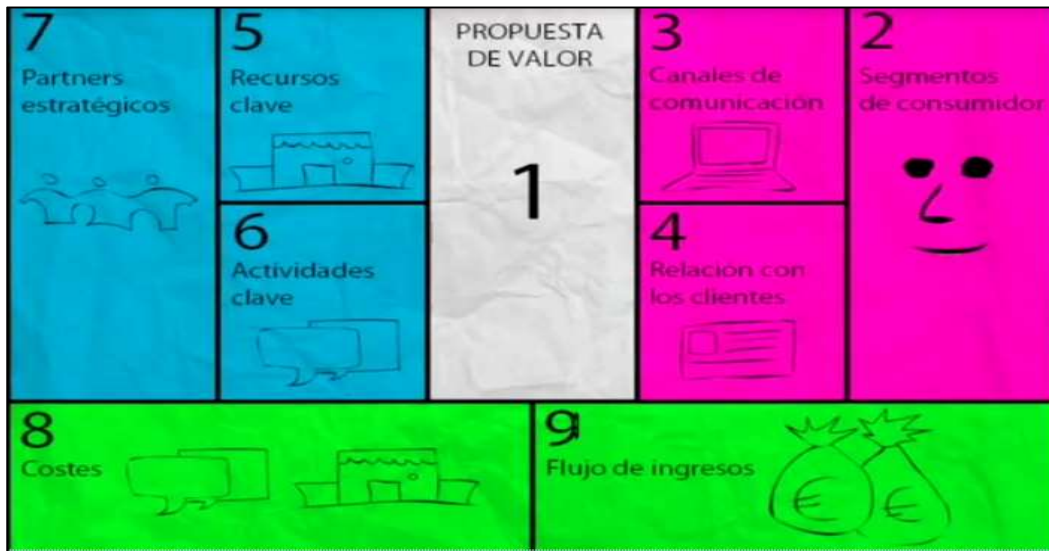 7
Partners
estratégicos
5
Recursos
clave
6
Actividades
clave
PROPUESTA
DE VALOR
1
3
Canales de
comunicación
4
Relación con
los clientes
2
Segmentos
de consumidor
8
Costes
9
Flujo de ingresos
€ €